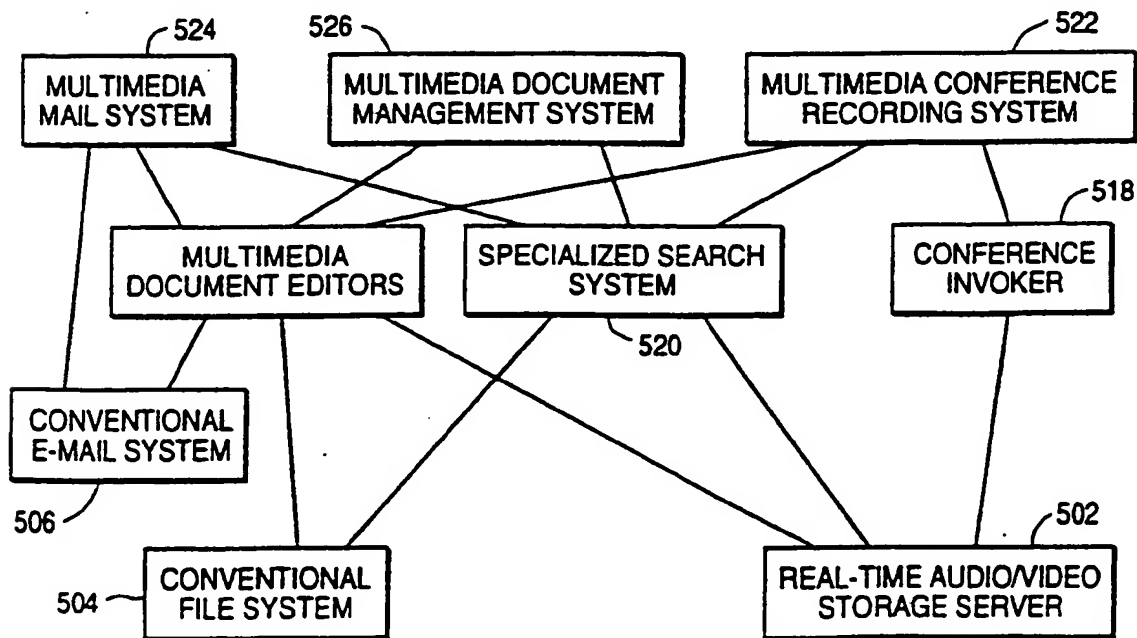 524
526
522
MULTIMEDIA
MAIL SYSTEM
MULTIMEDIA DOCUMENT
MANAGEMENT SYSTEM
MULTIMEDIA CONFERENCE
RECORDING SYSTEM
518
MULTIMEDIA
DOCUMENT EDITORS
SPECIALIZED SEARCH
SYSTEM
CONFERENCE
INVOKER
520
CONVENTIONAL
E-MAIL SYSTEM
506
502
504
CONVENTIONAL
FILE SYSTEM
REAL-TIME AUDIO/VIDEO
STORAGE SERVER